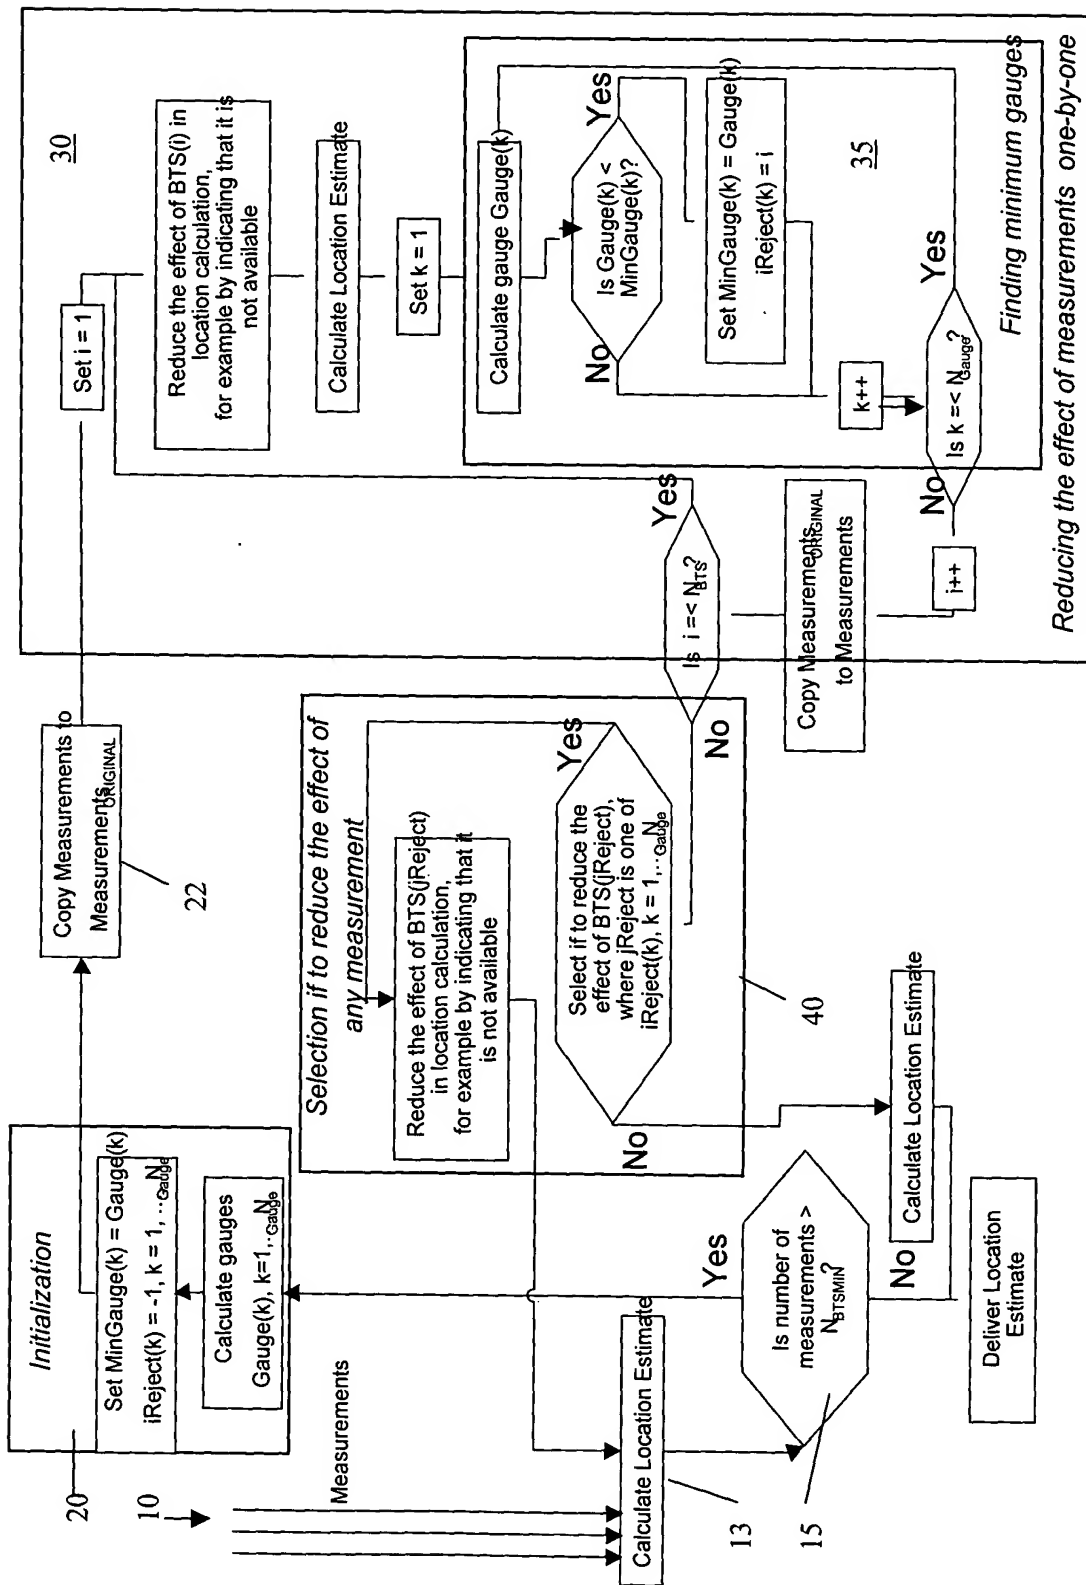 20
10
Initialization
Set MinGauge(k) = Gauge(k)
iReject(k) = -1, k = 1,...NGauge
Calculate gauges
Gauge(k), k=1,...NGauge
Measurements
Calculate Location Estimate
13
15
Is number of
measurements >
NBTSMIN?
Yes
No
Calculate Location Estimate
Deliver Location
Estimate
Copy Measurements to
MeasurementsORIGINAL
22
Selection if to reduce the effect of
any measurement
Reduce the effect of BTS(jReject)
in location calculation,
for example by indicating that it
is not available
Select if to reduce the
effect of BTS(jReject),
where jReject is one of
iReject(k), k = 1,...NGauge
Yes
No
40
30
Set i = 1
Reduce the effect of BTS(i) in
location calculation,
for example by indicating that it is
not available
Calculate Location Estimate
Set k = 1
Calculate gauge Gauge(k)
Is Gauge(k) <
MinGauge(k)?
Yes
No
Set MinGauge(k) = Gauge(k)
iReject(k) = i
35
k++
Is k =< NGauge?
Yes
No
Finding minimum gauges
i++
Copy MeasurementsORIGINAL
to Measurements
Is i =< NBTS?
Yes
No
Reducing the effect of measurements one-by-one